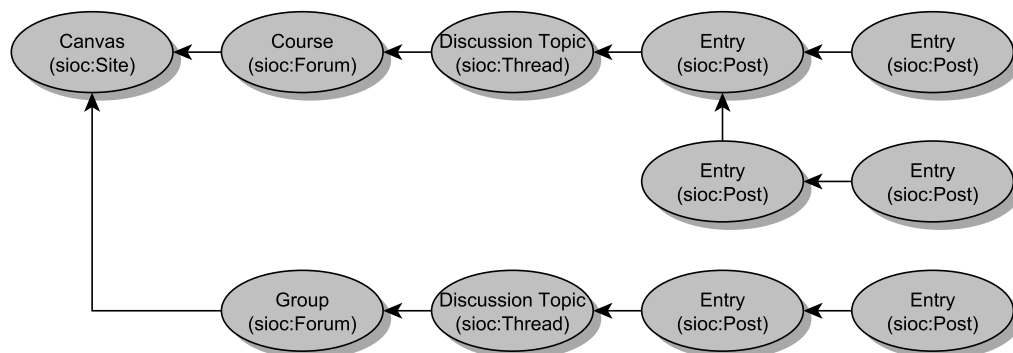 Canvas
(sioc:Site)
Course
(sioc:Forum)
Discussion Topic
(sioc:Thread)
Entry
(sioc:Post)
Entry
(sioc:Post)
Entry
(sioc:Post)
Entry
(sioc:Post)
Group
(sioc:Forum)
Discussion Topic
(sioc:Thread)
Entry
(sioc:Post)
Entry
(sioc:Post)